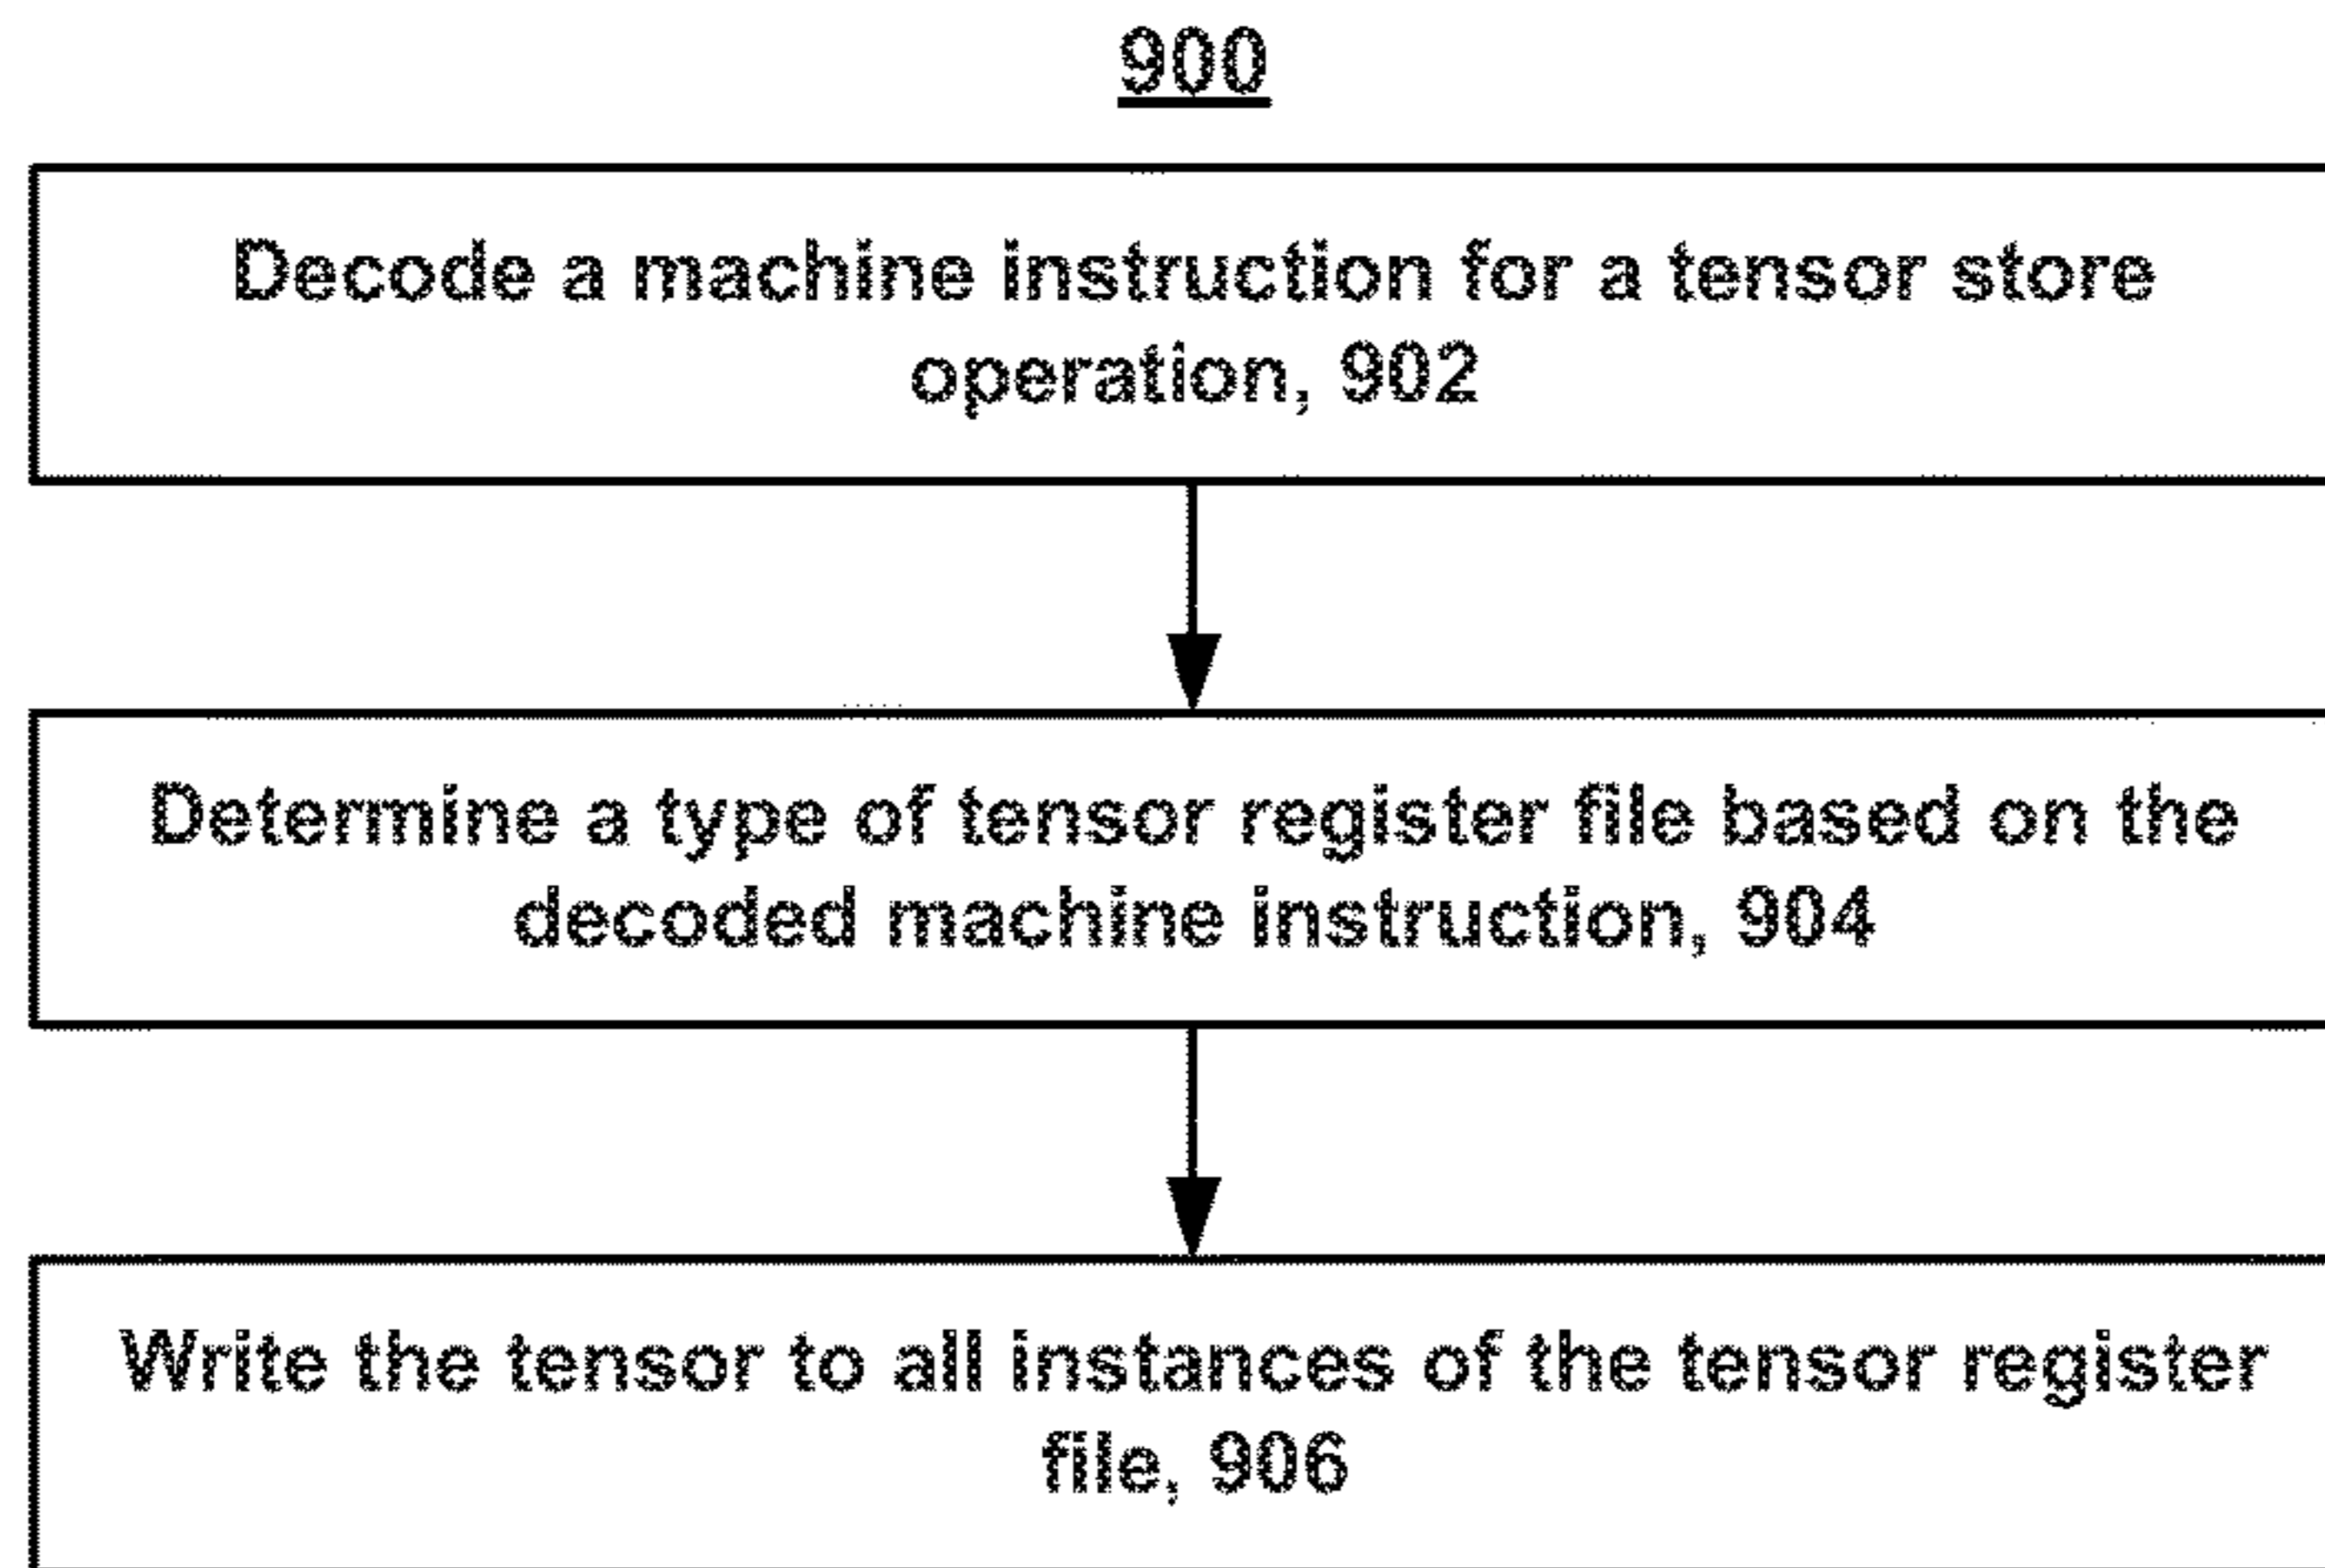 900
Decode a machine instruction for a tensor store
operation, 902
Determine a type of tensor register file based on the
decoded machine instruction, 904
Write the tensor to all instances of the tensor register
file, 906